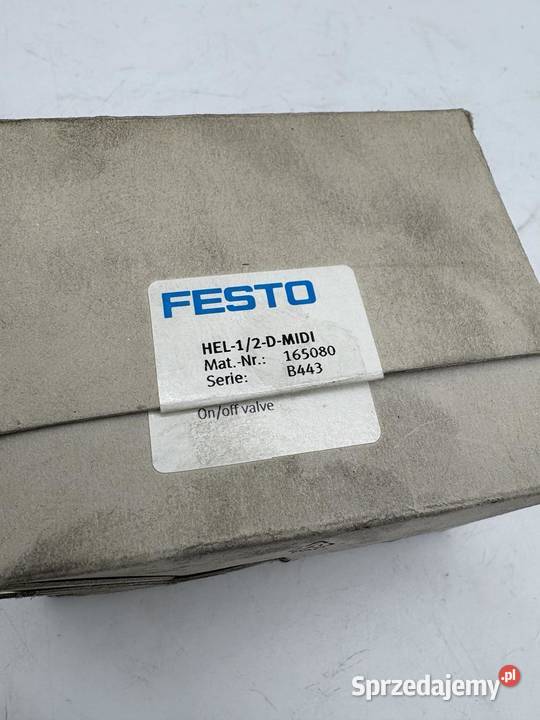 FESTO
HEL-1/2-D-MIDI
Mat.-Nr.: 165080
Serie: B443
On/off valve
Sprzedajemy.pl